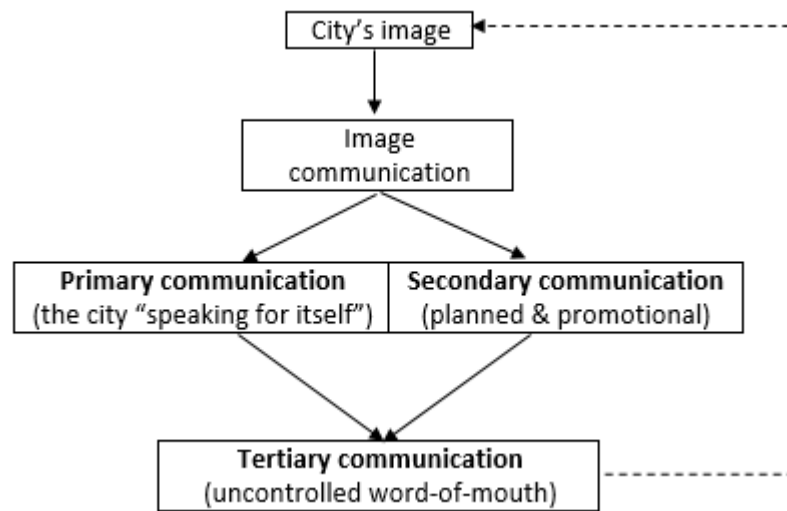 City's image
Image
communication
Primary communication
(the city “speaking for itself”)
Secondary communication
(planned & promotional)
Tertiary communication
(uncontrolled word-of-mouth)